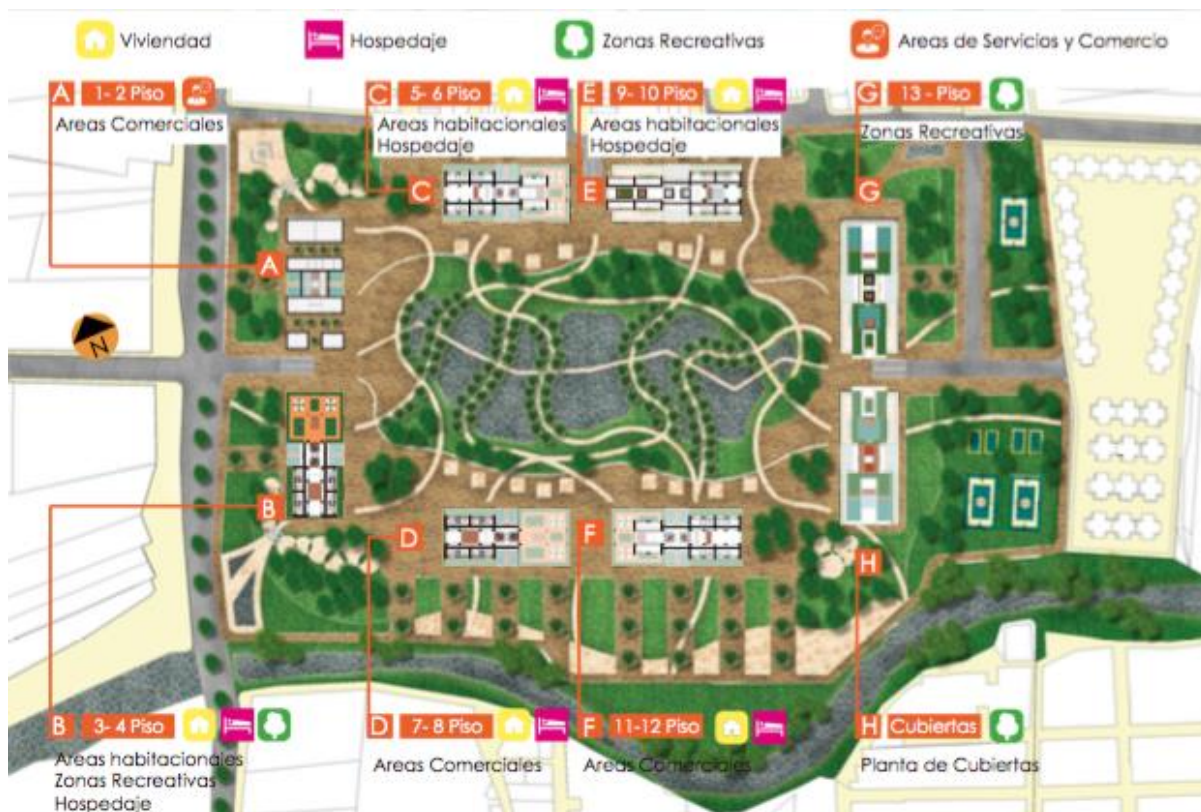 Viviendad Hospedaje Zonas Recreativas Areas de Servicios y Comercio
A 1- 2 Piso
Areas Comerciales
C 5- 6 Piso
Areas habitacionales
Hospedaje
E 9- 10 Piso
Areas habitacionales
Hospedaje
G 13 - Piso
Zonas Recreativas
C
E
G
A
N
B
D
F
H
B 3- 4 Piso
Areas habitacionales
Zonas Recreativas
Hospedaje
D 7- 8 Piso
Areas Comerciales
F 11-12 Piso
Areas Comerciales
H Cubiertas
Planta de Cubiertas